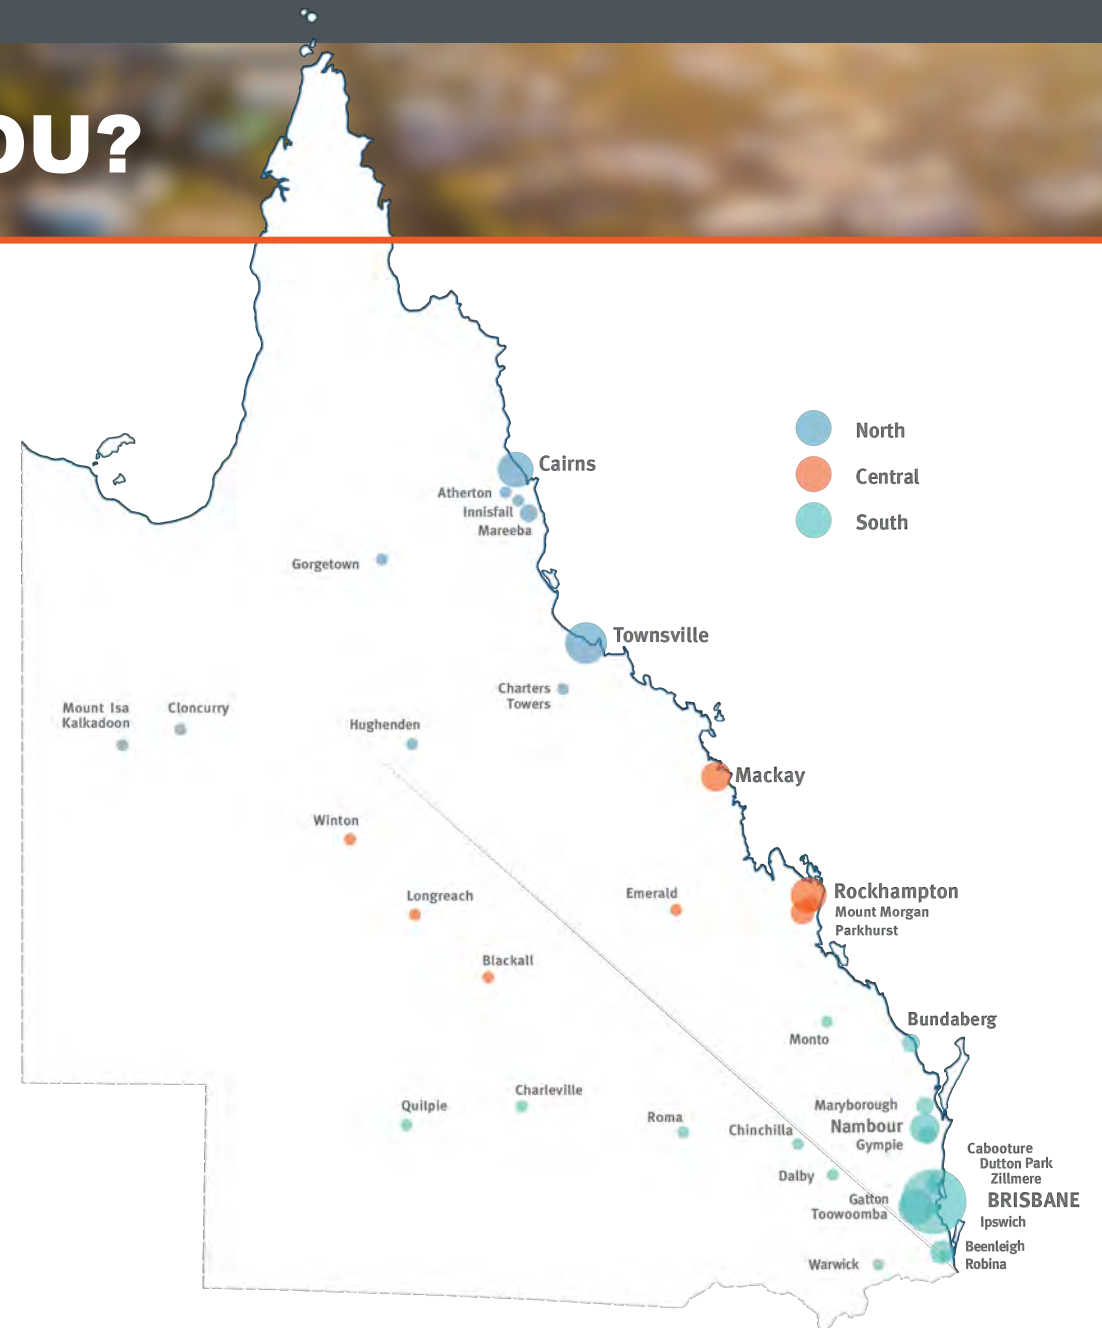 OU?
North
Central
South
Cairns
Atherton
Innisfail
Mareeba
Gorgetown
Townsville
Charters
Towers
Mount Isa
Kalkadoon
Cloncurry
Hughenden
Mackay
Winton
Longreach
Emerald
Rockhampton
Mount Morgan
Parkhurst
Blackall
Bundaberg
Monto
Charleville
Quilpie
Maryborough
Roma
Nambour
Chinchilla
Gympie
Cabooture
Dutton Park
Zillmere
Dalby
BRISBANE
Gatton
Toowoomba
Ipswich
Beenleigh
Robina
Warwick